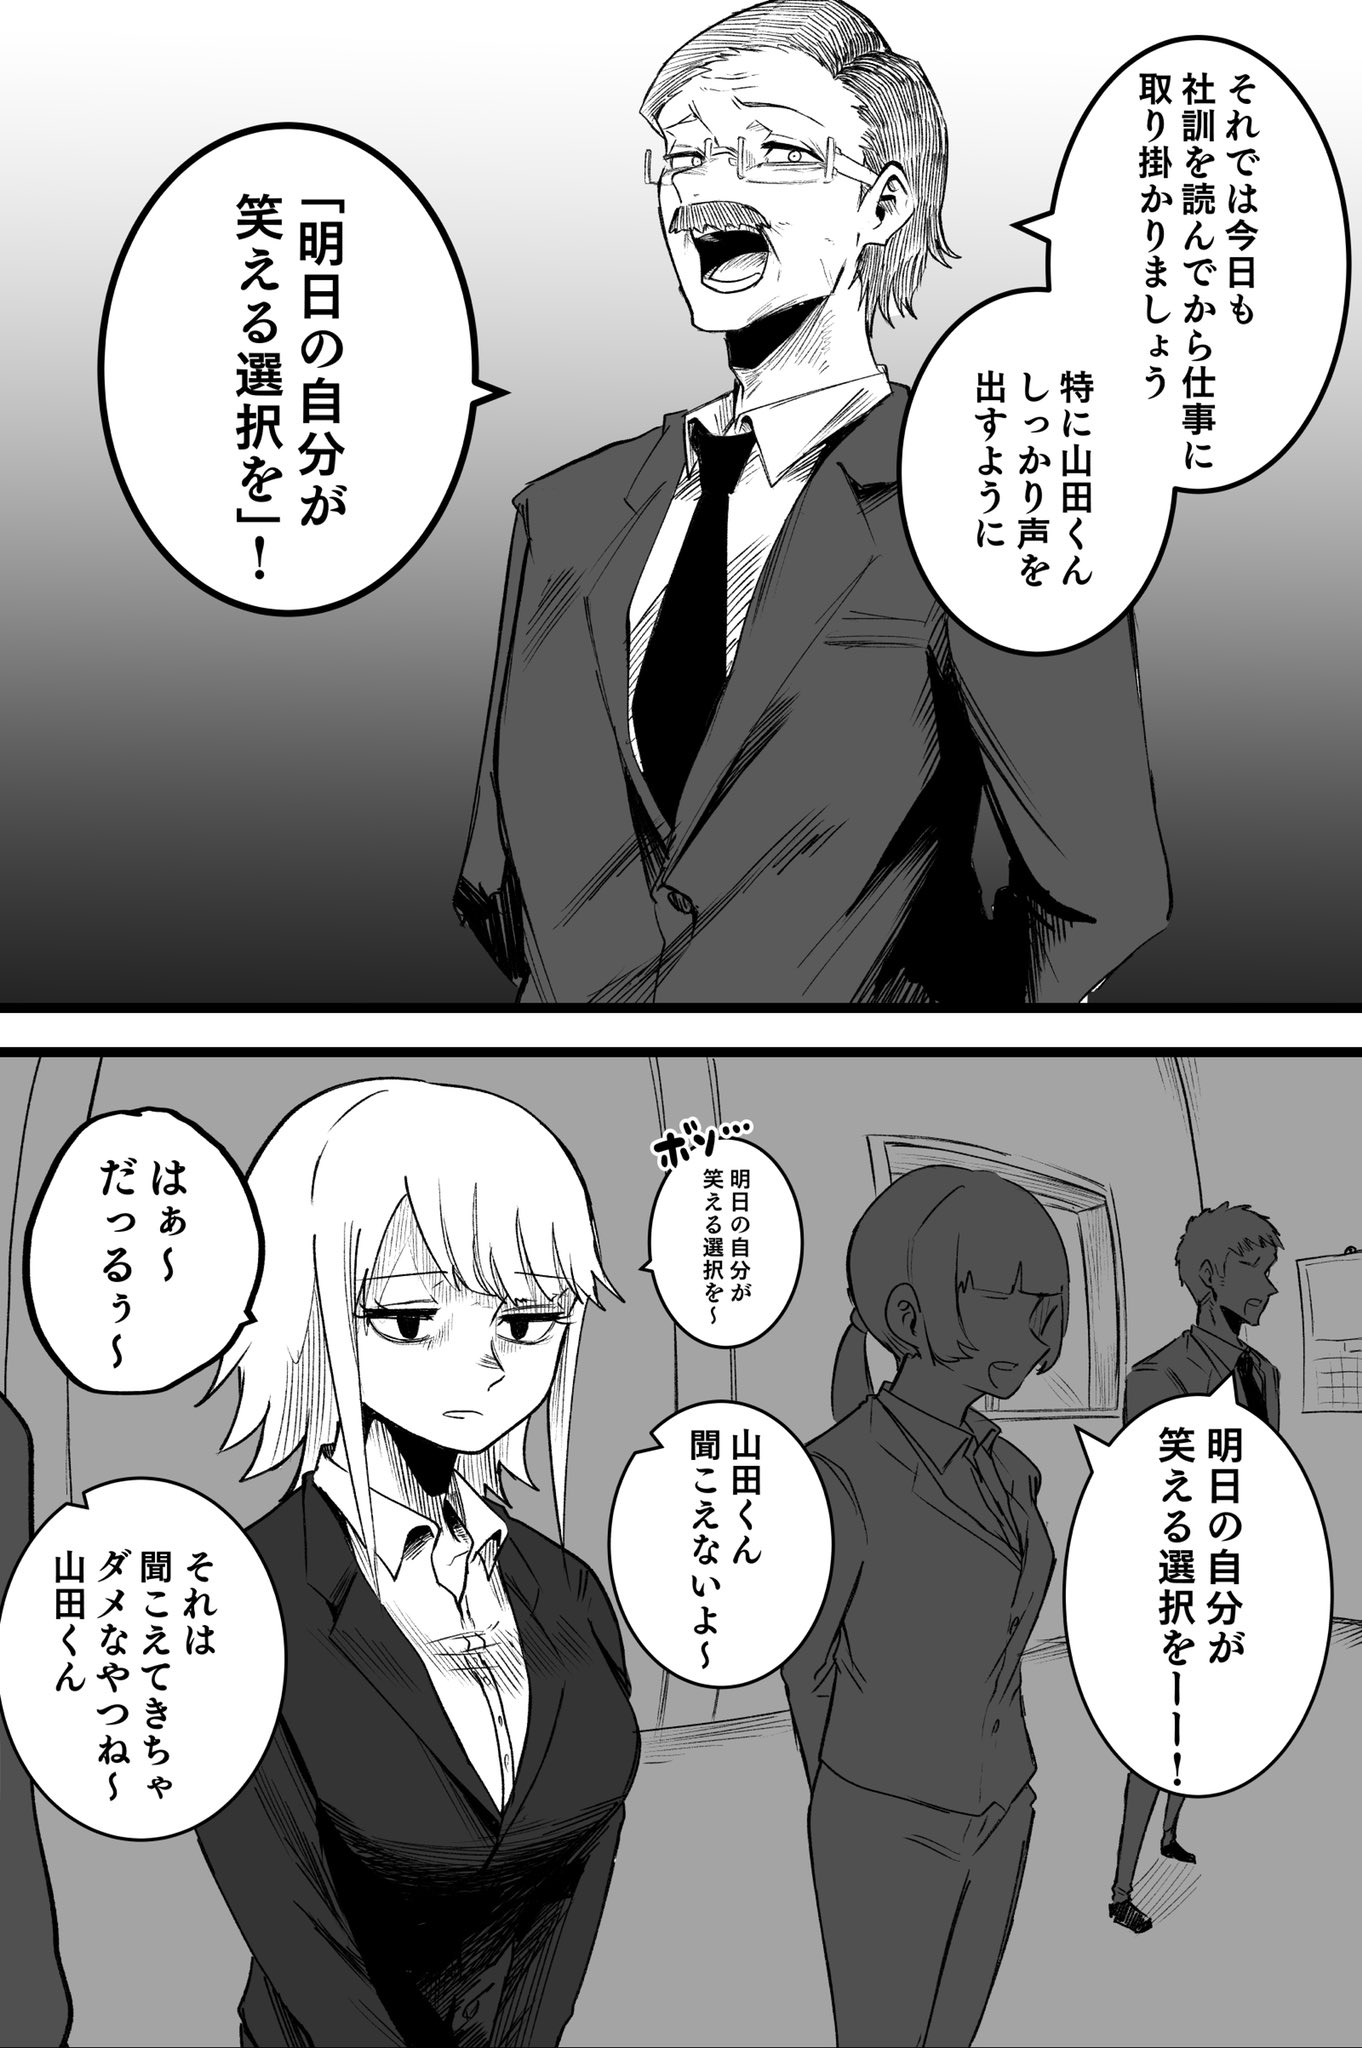 それでは今日も
社訓を読んでから仕事に
取り掛かりましょう
特に山田くん
しっかり声を
出すように
「明日の自分が
笑える選択を」！
明日の自分が
笑える選択をーー！
ボソ…
明日の自分が
笑える選択を〜
山田くん
聞こえないよ〜
はぁ〜
だっるぅ〜
それは
聞こえてきちゃ
ダメなやつね〜
山田くん